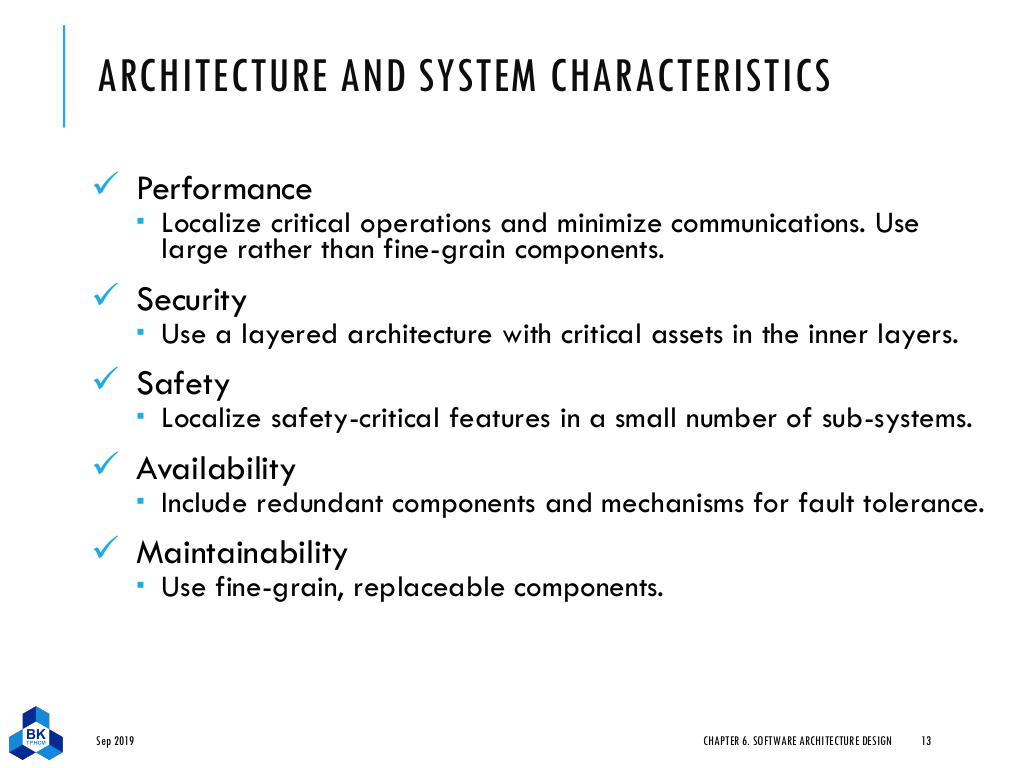 ARCHITECTURE AND SYSTEM CHARACTERISTICS
✓ Performance
▪ Localize critical operations and minimize communications. Use
large rather than fine-grain components.
✓ Security
▪ Use a layered architecture with critical assets in the inner layers.
✓ Safety
▪ Localize safety-critical features in a small number of sub-systems.
✓ Availability
▪ Include redundant components and mechanisms for fault tolerance.
✓ Maintainability
▪ Use fine-grain, replaceable components.
BK
TP.HCM
Sep 2019 CHAPTER 6. SOFTWARE ARCHITECTURE DESIGN 13